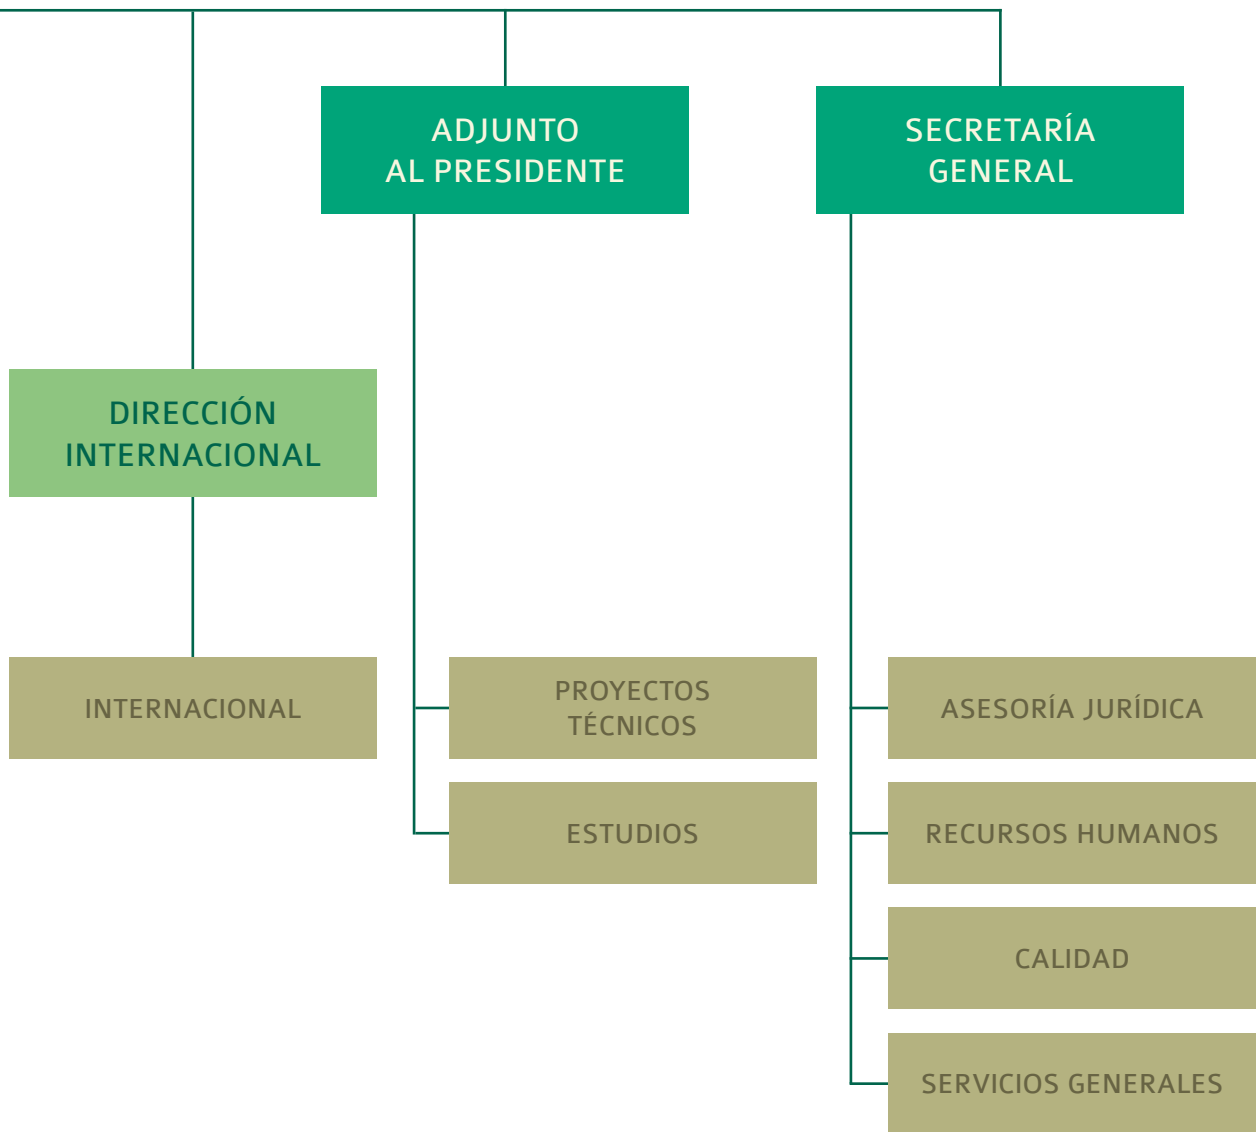 ADJUNTO
AL PRESIDENTE
SECRETARÍA
GENERAL
DIRECCIÓN
INTERNACIONAL
INTERNACIONAL
PROYECTOS
TÉCNICOS
ASESORÍA JURÍDICA
ESTUDIOS
RECURSOS HUMANOS
CALIDAD
SERVICIOS GENERALES